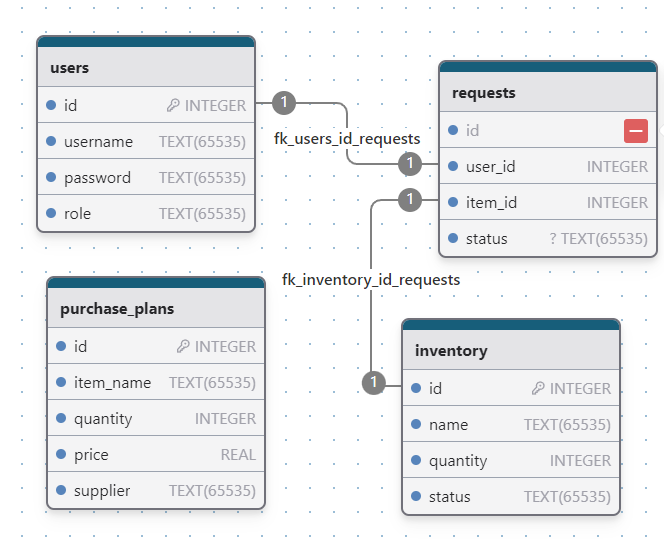 users
id INTEGER
username TEXT(65535)
password TEXT(65535)
role TEXT(65535)
1
fk_users_id_requests
1
requests
id
user_id INTEGER
item_id INTEGER
status ? TEXT(65535)
1
fk_inventory_id_requests
1
purchase_plans
id INTEGER
item_name TEXT(65535)
quantity INTEGER
price REAL
supplier TEXT(65535)
inventory
id INTEGER
name TEXT(65535)
quantity INTEGER
status TEXT(65535)